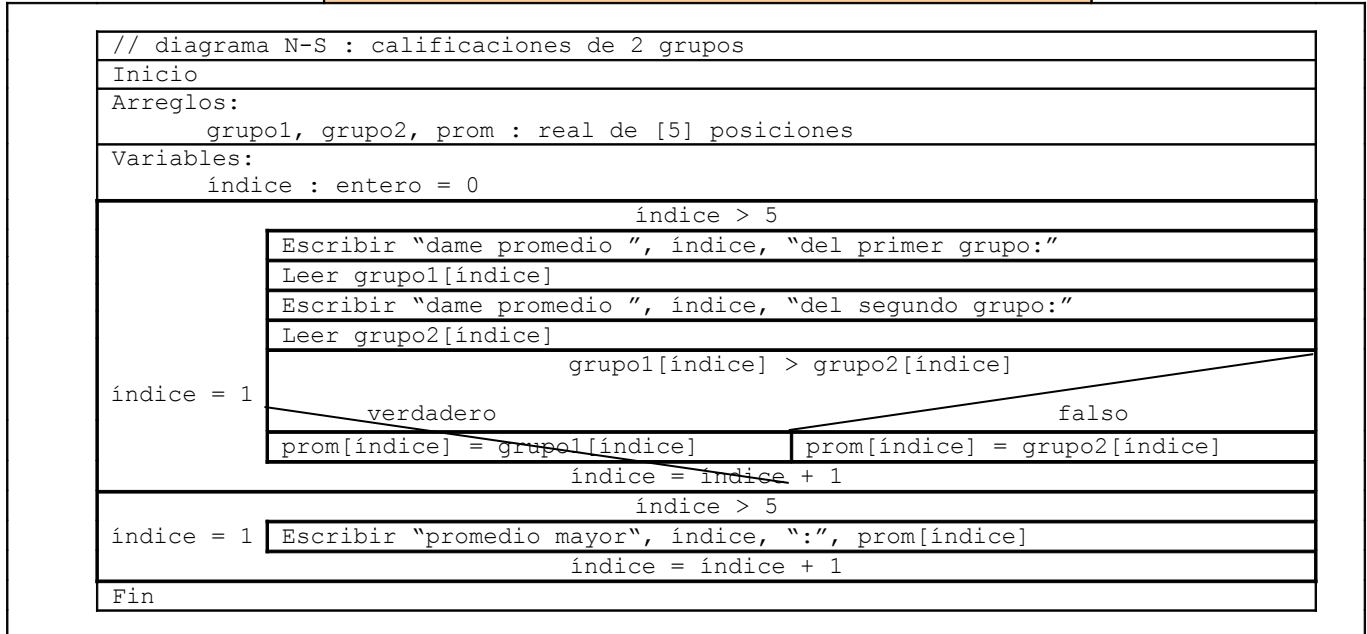 // diagrama N-S : calificaciones de 2 grupos
Inicio
Arreglos:
grupo1, grupo2, prom : real de [5] posiciones
Variables:
índice : entero = 0
índice > 5
Escribir “dame promedio ”, índice, “del primer grupo:”
Leer grupo1[índice]
Escribir “dame promedio ”, índice, “del segundo grupo:”
Leer grupo2[índice]
grupo1[índice] > grupo2[índice]
índice = 1
verdadero falso
prom[índice] = grupo1[índice] prom[índice] = grupo2[índice]
índice = índice + 1
índice > 5
índice = 1 Escribir “promedio mayor“, índice, “:”, prom[índice]
índice = índice + 1
Fin